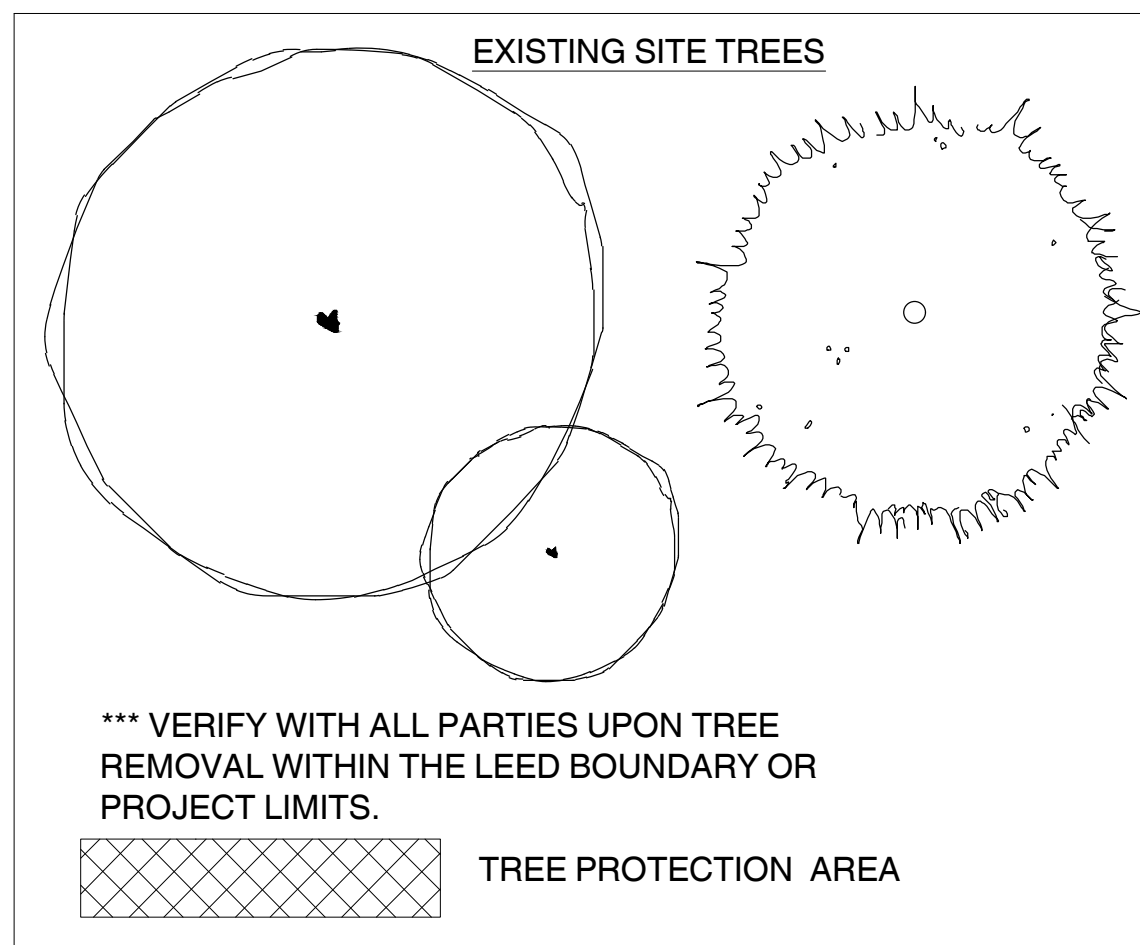 EXISTING SITE TREES
*** VERIFY WITH ALL PARTIES UPON TREE
REMOVAL WITHIN THE LEED BOUNDARY OR
PROJECT LIMITS.
TREE PROTECTION AREA